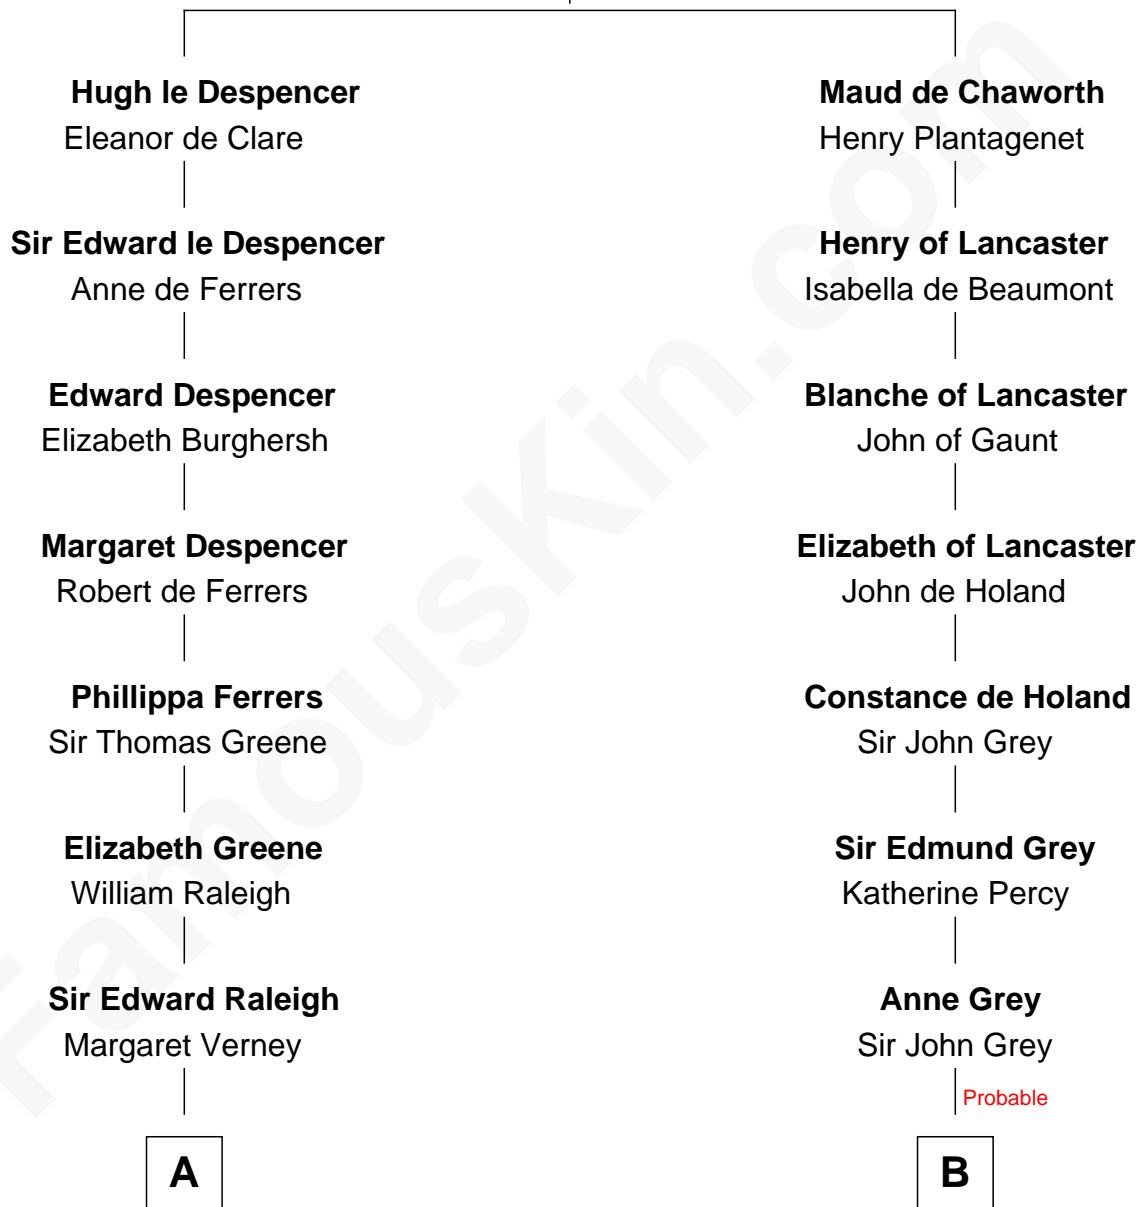 Hugh le Despencer
Eleanor de Clare
Maud de Chaworth
Henry Plantagenet
Sir Edward le Despencer
Anne de Ferrers
Henry of Lancaster
Isabella de Beaumont
Edward Despencer
Elizabeth Burghersh
Blanche of Lancaster
John of Gaunt
Margaret Despencer
Robert de Ferrers
Elizabeth of Lancaster
John de Holand
Phillippa Ferrers
Sir Thomas Greene
Constance de Holand
Sir John Grey
Elizabeth Greene
William Raleigh
Sir Edmund Grey
Katherine Percy
Sir Edward Raleigh
Margaret Verney
Anne Grey
Sir John Grey
Probable
A
B
FamousKin.com